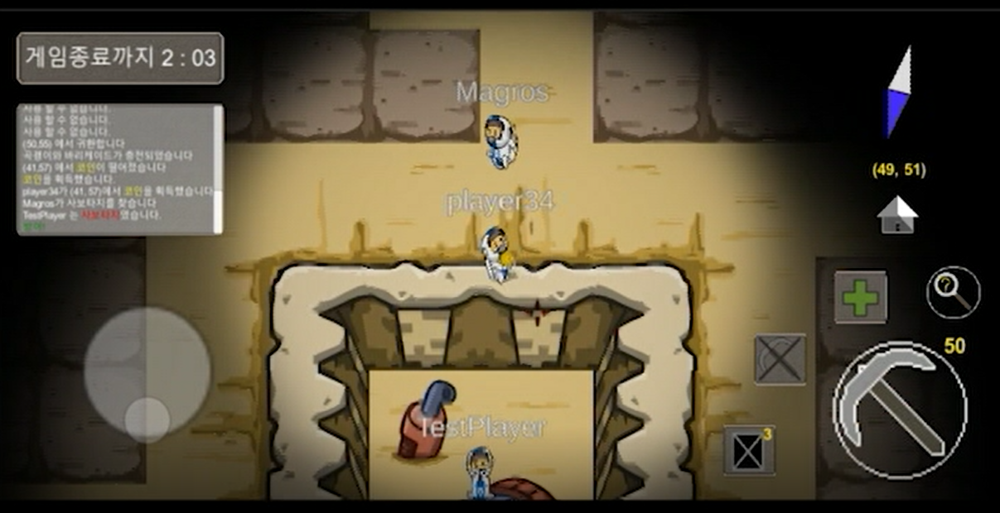 게임종료까지 2 : 03
사용 할 수 없습니다.
사용 할 수 없습니다.
사용 할 수 없습니다.
(50.55) 에서 귀환합니다
곡괭이와 바리케이드가 충전되었습니다
(41,57) 에서 코인이 떨어졌습니다
코인을 획득했습니다.
player34가 (41, 57)에서 코인을 획득했습니다
Magros가 사보타지를 찾습니다
TestPlayer 는 사보타지였습니다.
Magros
player34
TestPlayer
(49, 51)
?
50
3